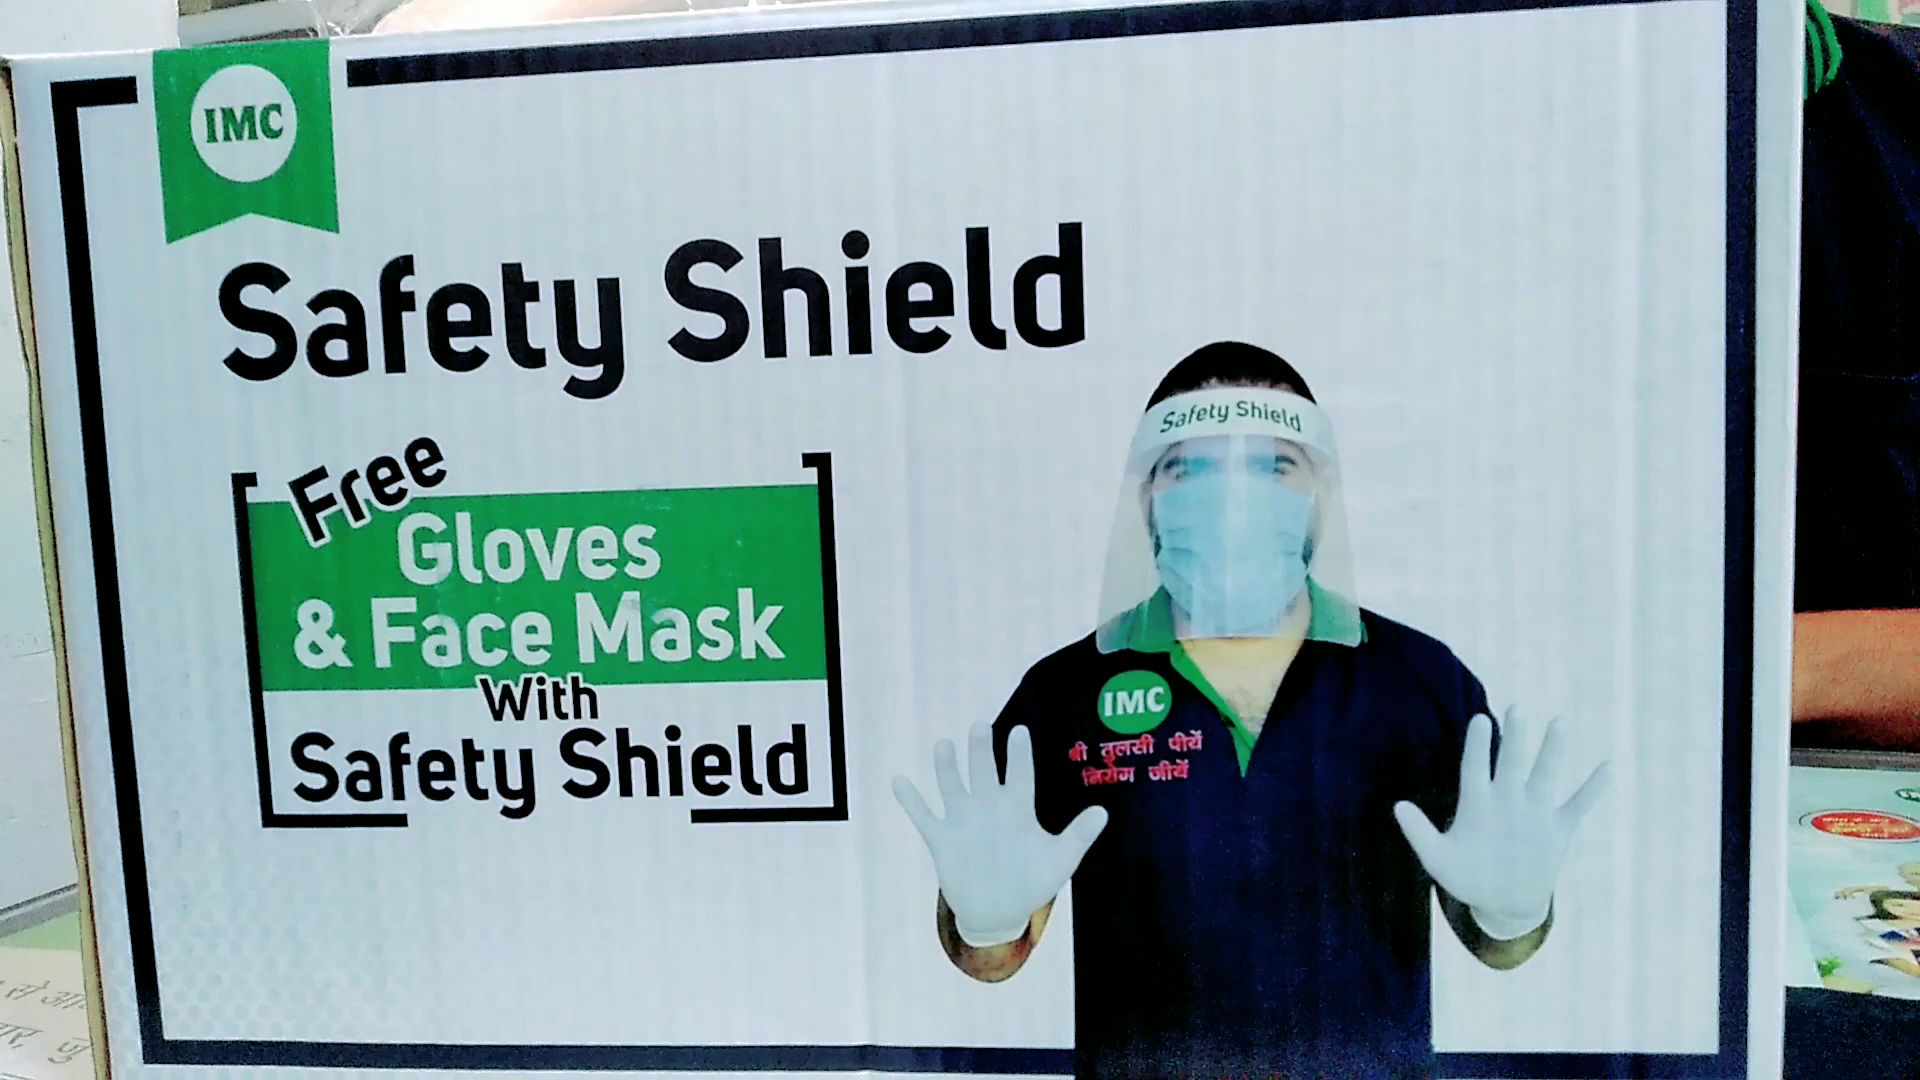 IMC
Safety Shield
Free
Gloves
& Face Mask
With
Safety Shield
Safety Shield
IMC
श्री तुलसी पीयें
निरोग जीयें